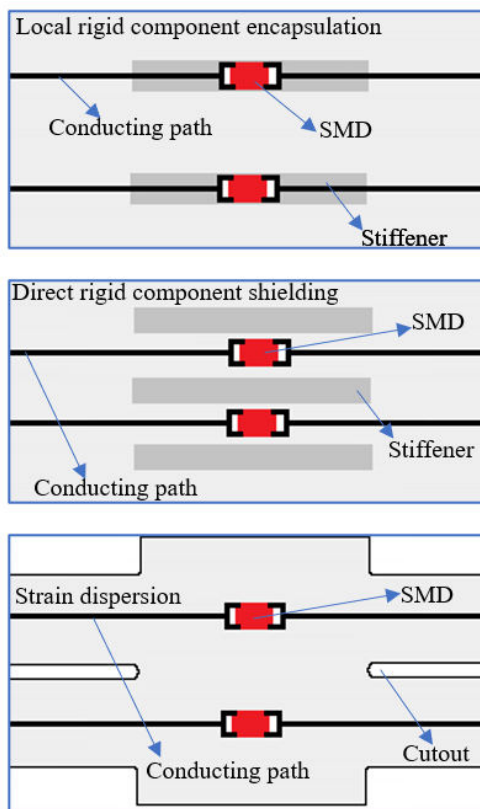 Local rigid component encapsulation
Conducting path
SMD
Stiffener
Direct rigid component shielding
SMD
Stiffener
Conducting path
Strain dispersion
SMD
Conducting path
Cutout